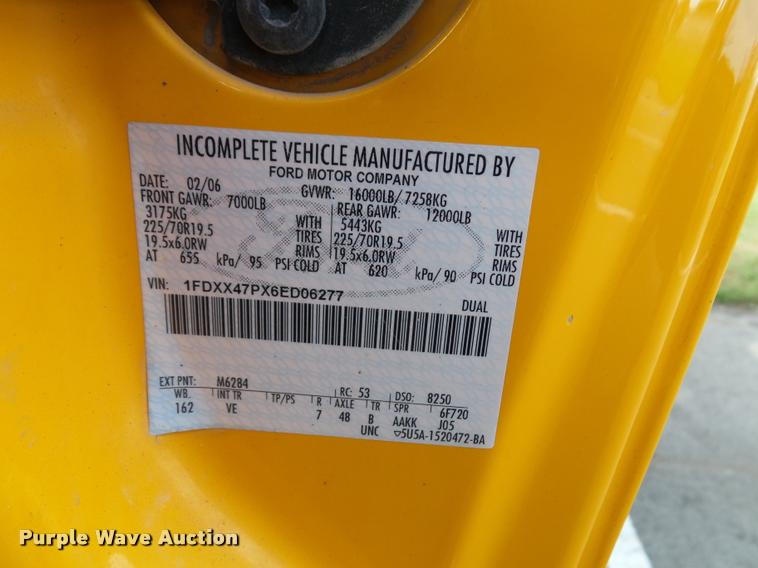 INCOMPLETE VEHICLE MANUFACTURED BY
FORD MOTOR COMPANY
DATE: 02/06 GVWR: 16000LB/ 7258KG
FRONT GAWR: 7000LB REAR GAWR: 12000LB
3175KG WITH 5443KG WITH
225/70R19.5 TIRES 225/70R19.5 TIRES
19.5x6.0RW RIMS 19.5x6.0RW RIMS
AT 655 kPa/ 95 PSI COLD AT 620 kPa/ 90 PSI COLD
VIN: 1FDXX47PX6ED06277
DUAL
EXT PNT: M6284 RC: 53 DSO: 8250
WB INT TR TP/PS R AXLE TR SPR 6F720
162 VE 7 48 B AAKK J05
UNC ▽5U5A-1520472-BA
Purple Wave Auction